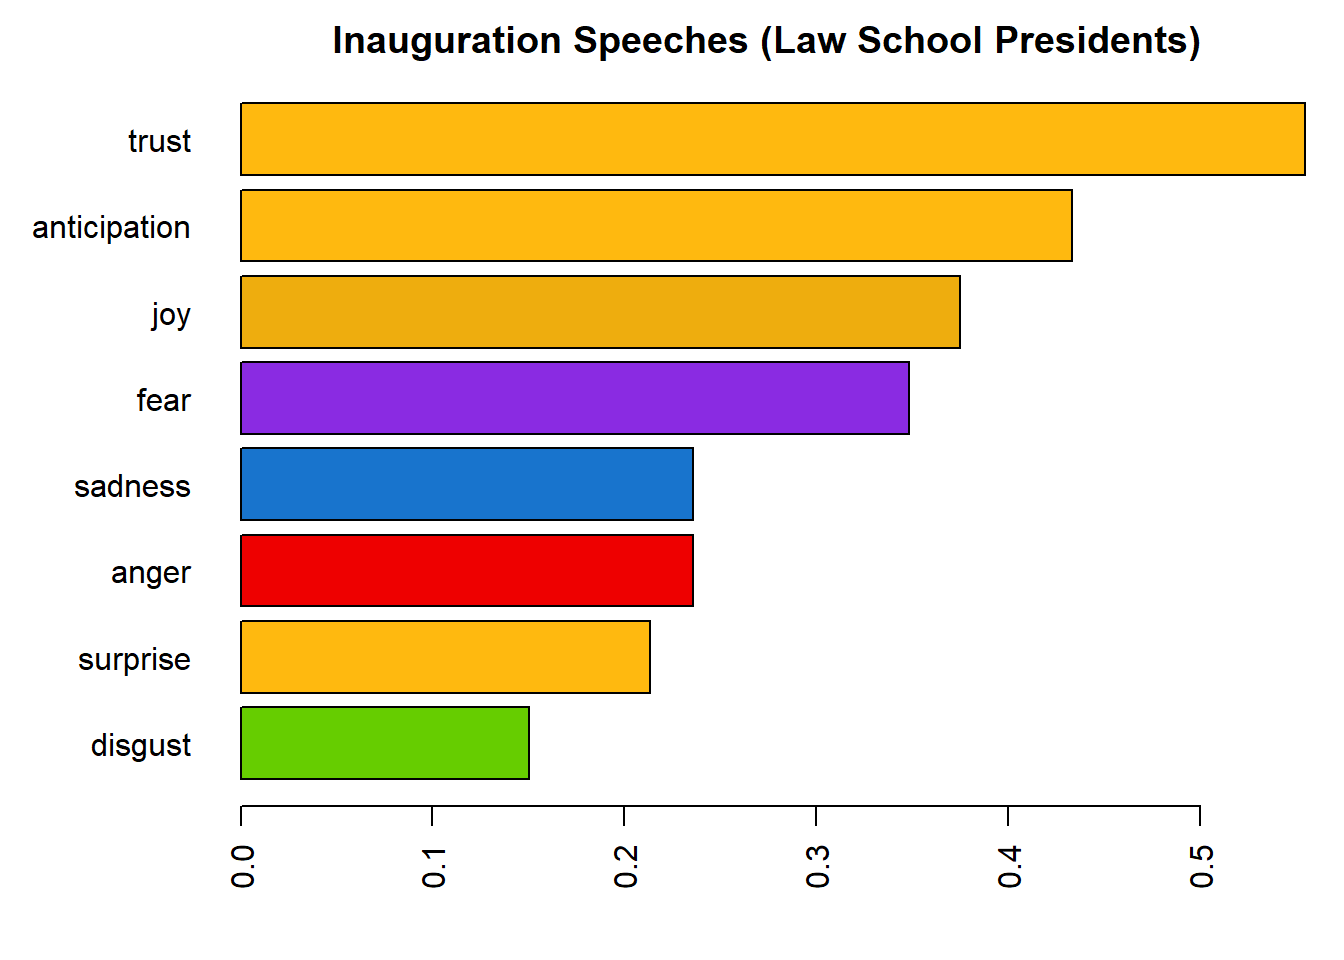 Inauguration Speeches (Law School Presidents)
trust
anticipation
joy
fear
sadness
anger
surprise
disgust
0.0 0.1 0.2 0.3 0.4 0.5